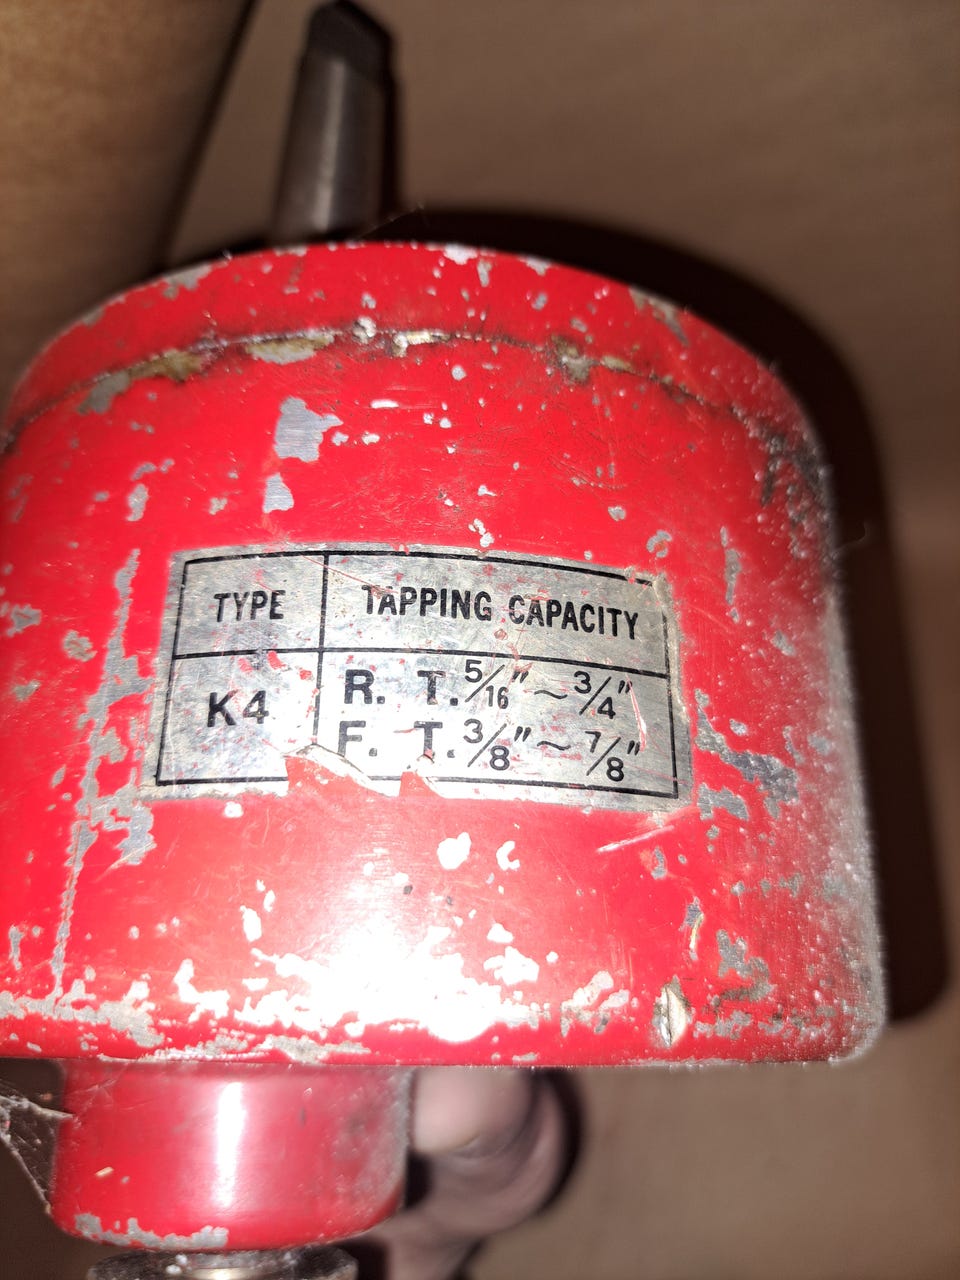 TYPE TAPPING CAPACITY
K4 R. T. 5/16" ~ 3/4"
F. T. 3/8" ~ 7/8"